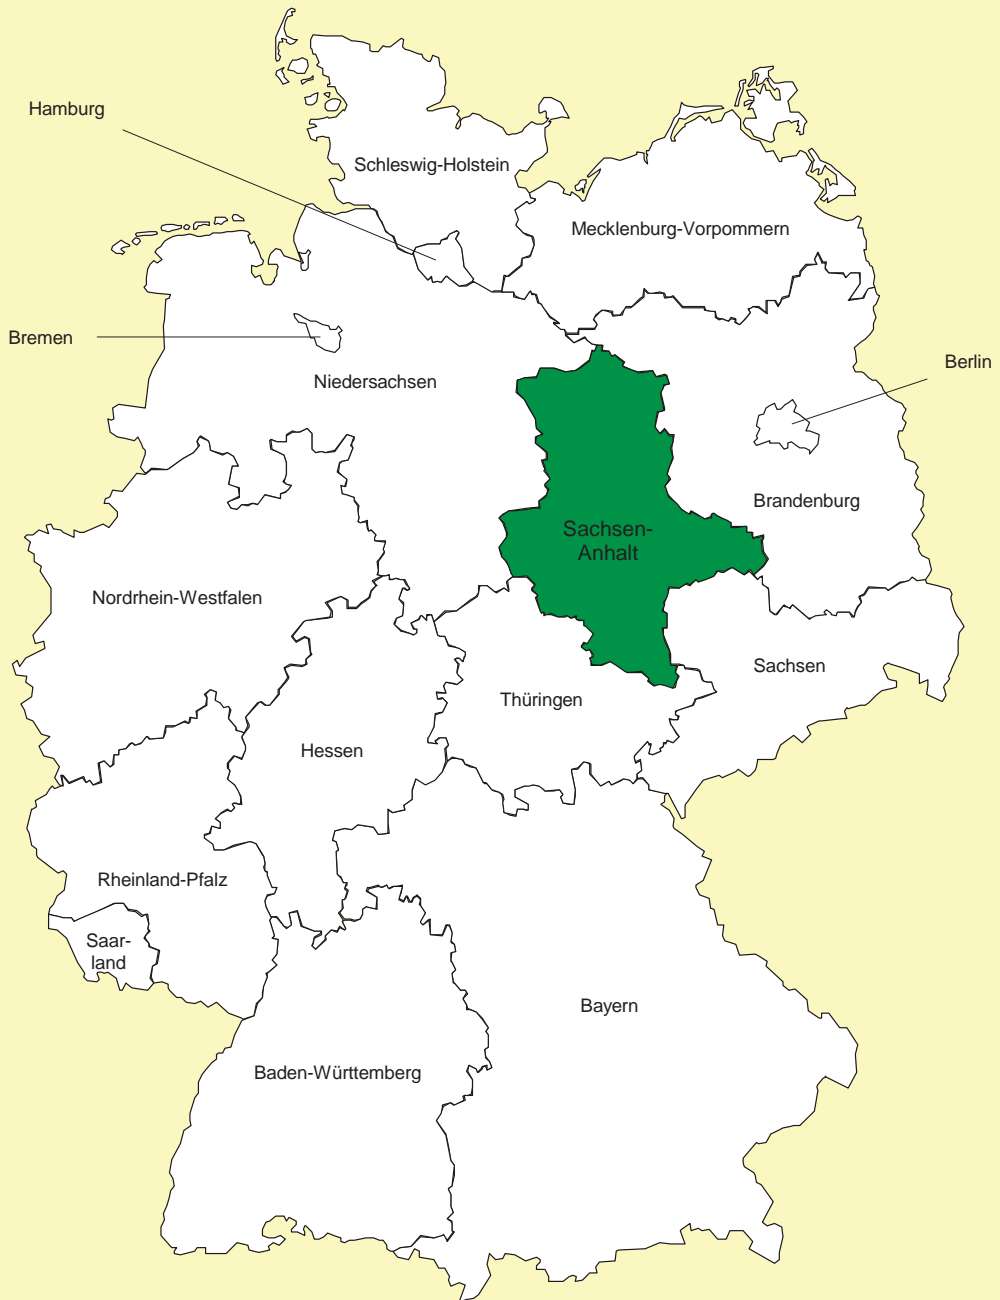 Hamburg
Schleswig-Holstein
Mecklenburg-Vorpommern
Bremen
Berlin
Niedersachsen
Brandenburg
Sachsen-
Anhalt
Nordrhein-Westfalen
Sachsen
Thüringen
Hessen
Rheinland-Pfalz
Saar-
land
Bayern
Baden-Württemberg